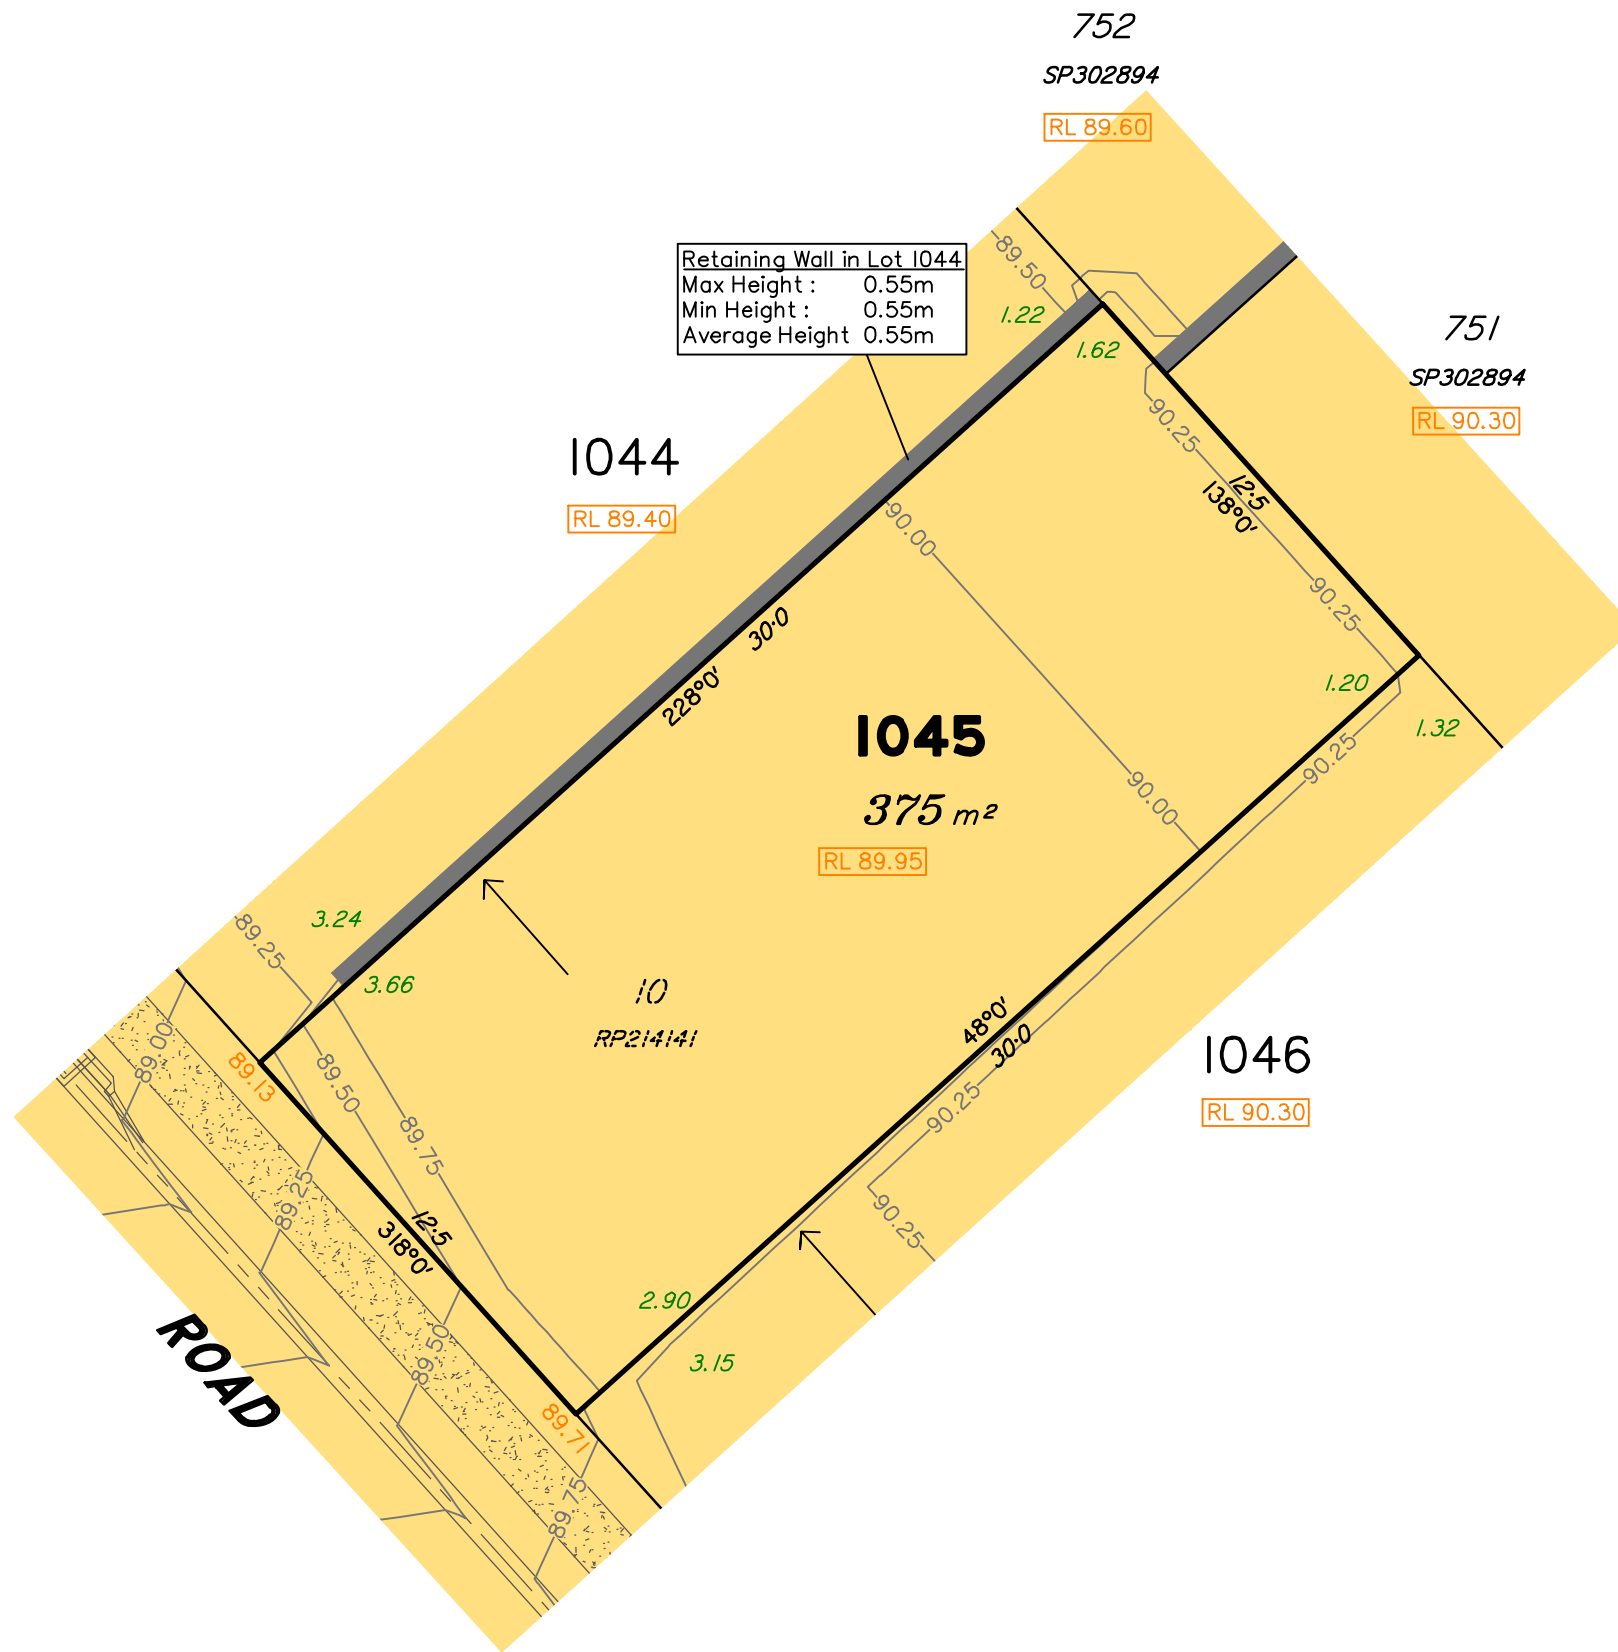 752
SP302894
RL 89.60
Retaining Wall in Lot 1044
Max Height : 0.55m
Min Height : 0.55m
Average Height 0.55m
89.50
1.22
1.62
751
SP302894
RL 90.30
1044
RL 89.40
90.25
12·5
138°0'
90.00
90.25
30·0
228°0'
1.20
1.32
1045
375 m²
RL 89.95
90.00
90.25
3.24
89.25
3.66
10
RP214141
48°0'
30·0
1046
RL 90.30
89.00
89.13
89.50
89.75
90.25
90.25
89.25
12·5
318°0'
2.90
3.15
89.50
ROAD
89.71
89.75